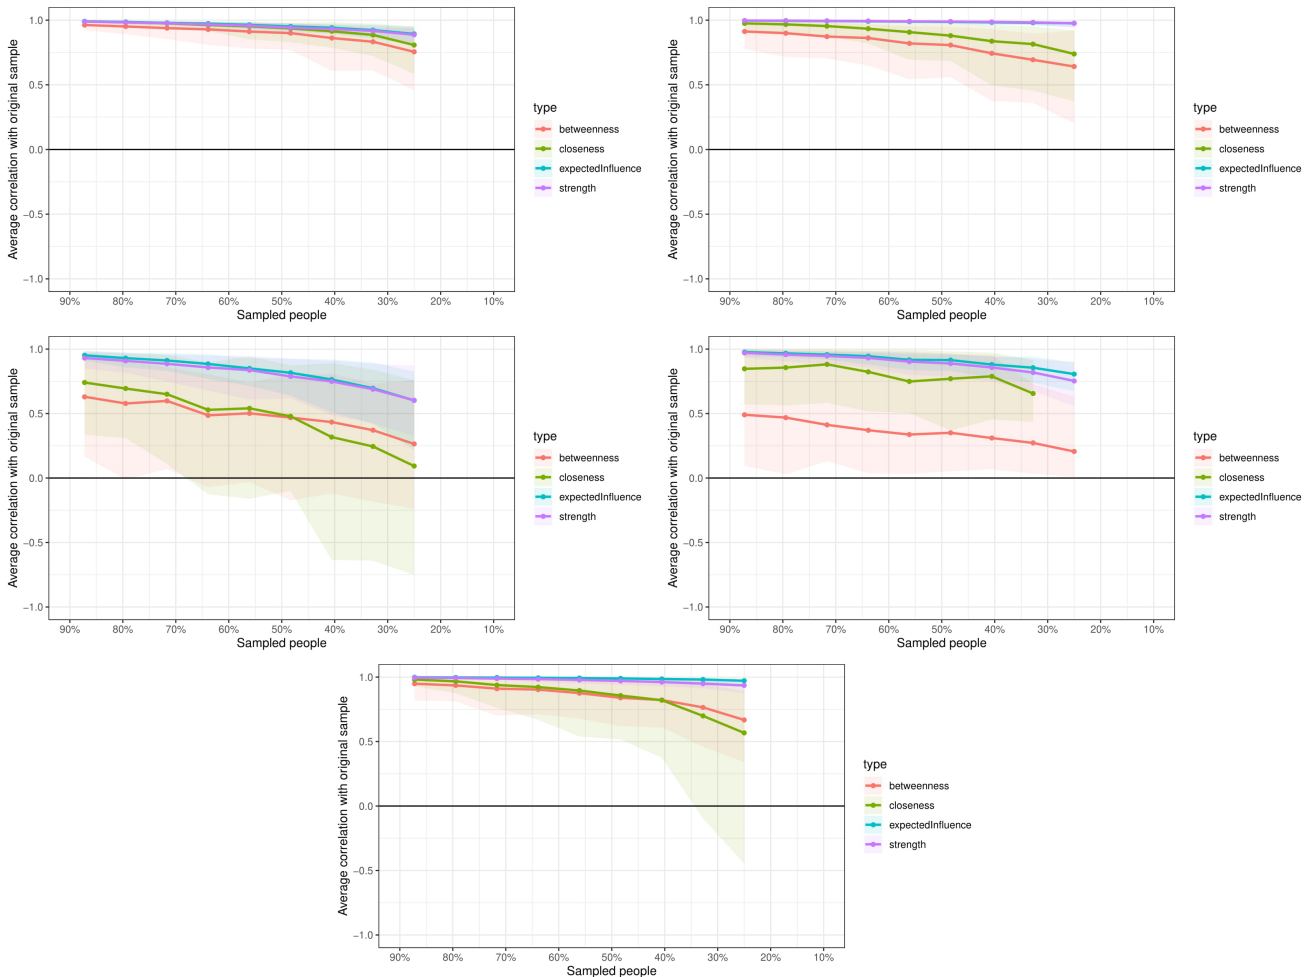 Average correlation with original sample
1.0
0.5
0.0
−0.5
−1.0
90% 80% 70% 60% 50% 40% 30% 20% 10%
Sampled people
type
betweenness
closeness
expectedInfluence
strength
Average correlation with original sample
1.0
0.5
0.0
−0.5
−1.0
90% 80% 70% 60% 50% 40% 30% 20% 10%
Sampled people
type
betweenness
closeness
expectedInfluence
strength
Average correlation with original sample
1.0
0.5
0.0
−0.5
−1.0
90% 80% 70% 60% 50% 40% 30% 20% 10%
Sampled people
type
betweenness
closeness
expectedInfluence
strength
Average correlation with original sample
1.0
0.5
0.0
−0.5
−1.0
90% 80% 70% 60% 50% 40% 30% 20% 10%
Sampled people
type
betweenness
closeness
expectedInfluence
strength
Average correlation with original sample
1.0
0.5
0.0
−0.5
−1.0
90% 80% 70% 60% 50% 40% 30% 20% 10%
Sampled people
type
betweenness
closeness
expectedInfluence
strength